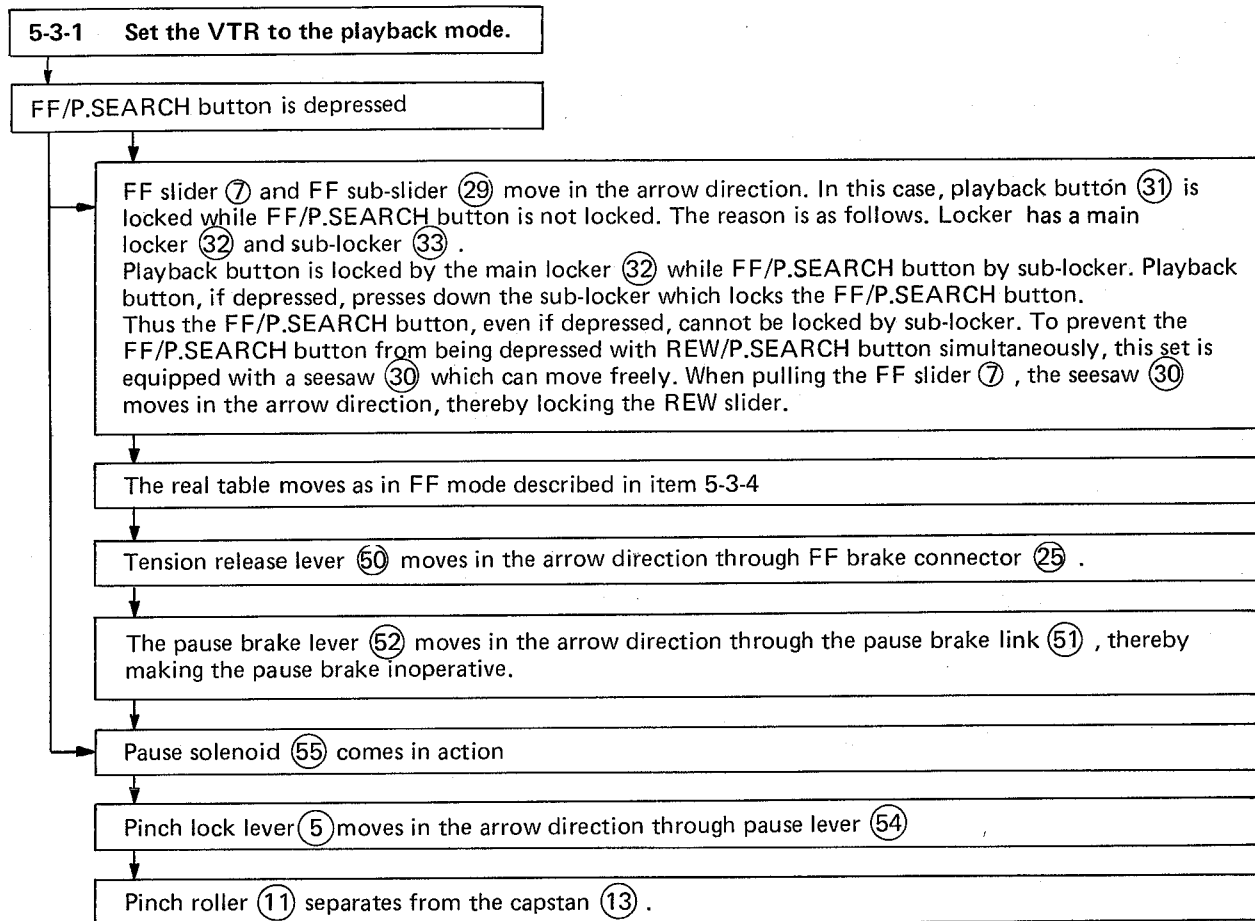 5-3-1 Set the VTR to the playback mode.
FF/P.SEARCH button is depressed
FF slider ⑦ and FF sub-slider ㉙ move in the arrow direction. In this case, playback button ㉛ is
locked while FF/P.SEARCH button is not locked. The reason is as follows. Locker has a main
locker ㉜ and sub-locker ㉝ .
Playback button is locked by the main locker ㉜ while FF/P.SEARCH button by sub-locker. Playback
button, if depressed, presses down the sub-locker which locks the FF/P.SEARCH button.
Thus the FF/P.SEARCH button, even if depressed, cannot be locked by sub-locker. To prevent the
FF/P.SEARCH button from being depressed with REW/P.SEARCH button simultaneously, this set is
equipped with a seesaw ㉚ which can move freely. When pulling the FF slider ⑦ , the seesaw ㉚
moves in the arrow direction, thereby locking the REW slider.
The real table moves as in FF mode described in item 5-3-4
Tension release lever ㊿ moves in the arrow direction through FF brake connector ㉕ .
The pause brake lever (52) moves in the arrow direction through the pause brake link (51) , thereby
making the pause brake inoperative.
Pause solenoid (55) comes in action
Pinch lock lever ⑤ moves in the arrow direction through pause lever (54)
Pinch roller ⑪ separates from the capstan ⑬ .